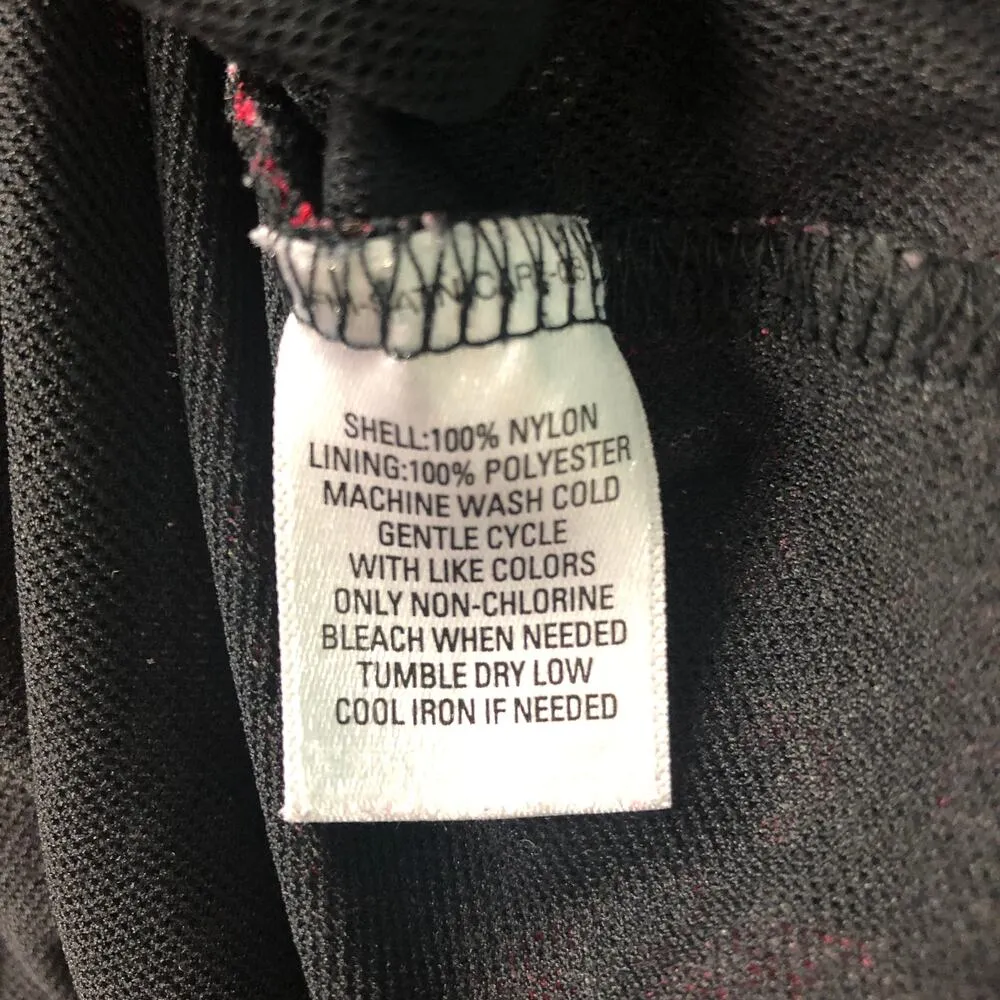 SHELL:100% NYLON
LINING:100% POLYESTER
MACHINE WASH COLD
GENTLE CYCLE
WITH LIKE COLORS
ONLY NON-CHLORINE
BLEACH WHEN NEEDED
TUMBLE DRY LOW
COOL IRON IF NEEDED